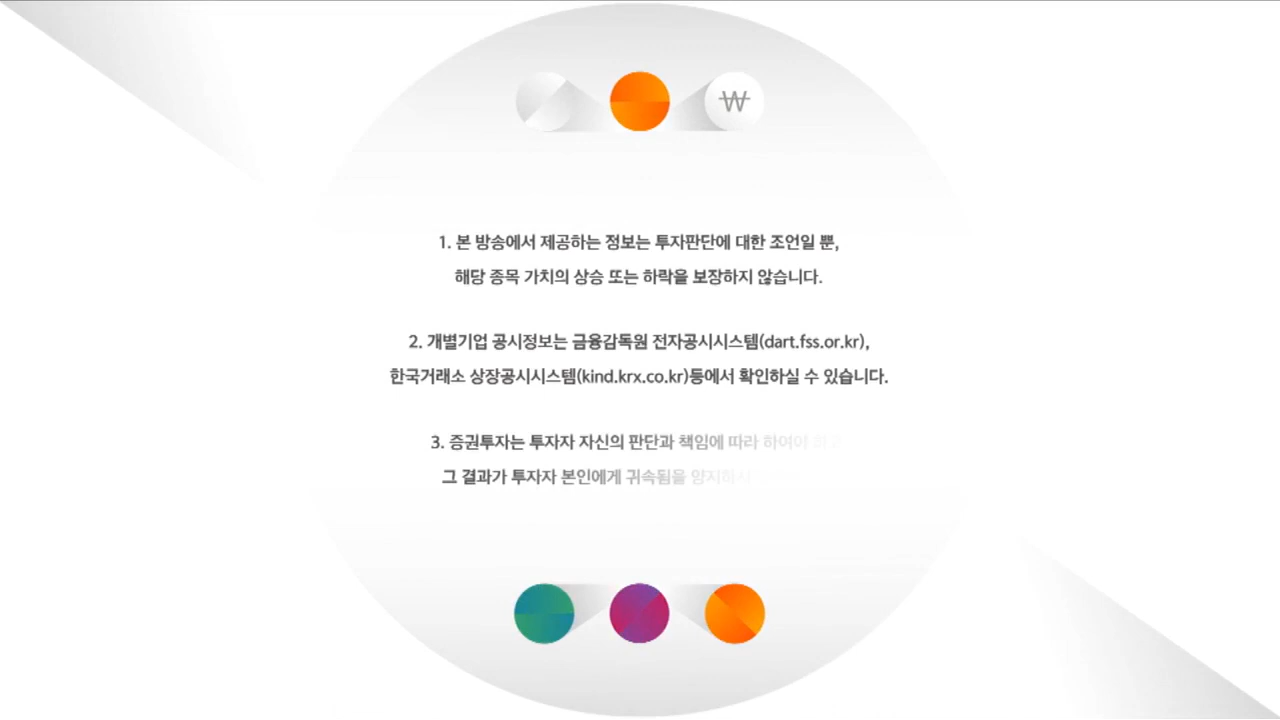 ₩
1. 본 방송에서 제공하는 정보는 투자판단에 대한 조언일 뿐,
해당 종목 가치의 상승 또는 하락을 보장하지 않습니다.
2. 개별기업 공시정보는 금융감독원 전자공시시스템(dart.fss.or.kr),
한국거래소 상장공시시스템(kind.krx.co.kr)등에서 확인하실 수 있습니다.
3. 증권투자는 투자자 자신의 판단과 책임에 따라 하여야
그 결과가 투자자 본인에게 귀속됨을